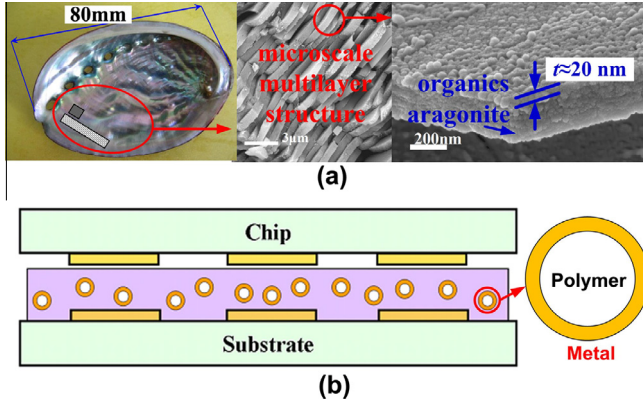 80mm
microscale
multilayer
structure
3μm
t≈20 nm
organics
aragonite
200nm
(a)
Chip
Polymer
Substrate
Metal
(b)